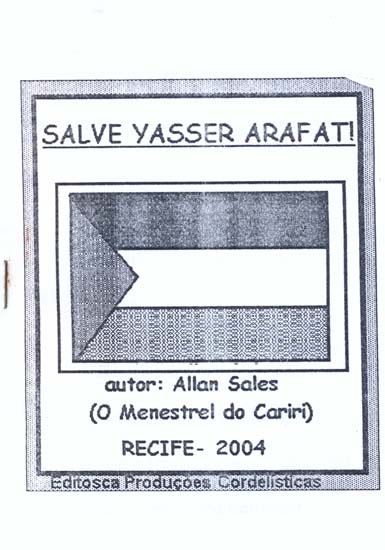 SALVE YASSER ARAFAT!
autor: Allan Sales
(O Menestrel do Cariri)
RECIFE- 2004
Editosca Produções Cordelísticas